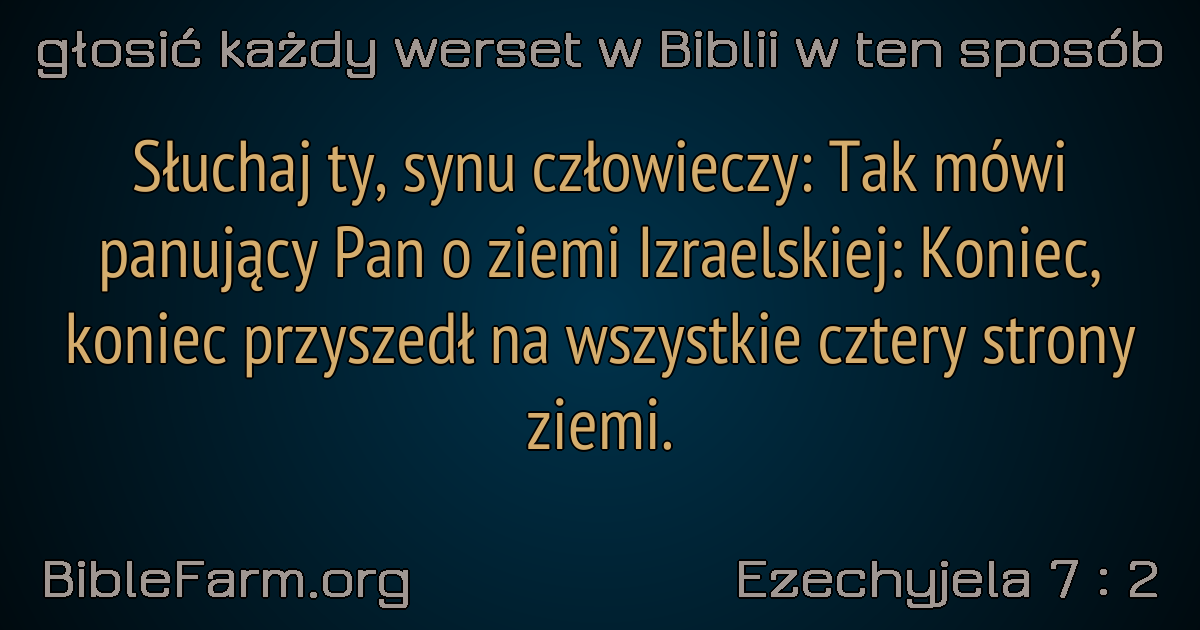 głosić każdy werset w Biblii w ten sposób
Słuchaj ty, synu człowieczy: Tak mówi
panujący Pan o ziemi Izraelskiej: Koniec,
koniec przyszedł na wszystkie cztery strony
ziemi.
BibleFarm.org
Ezechyjela 7 : 2